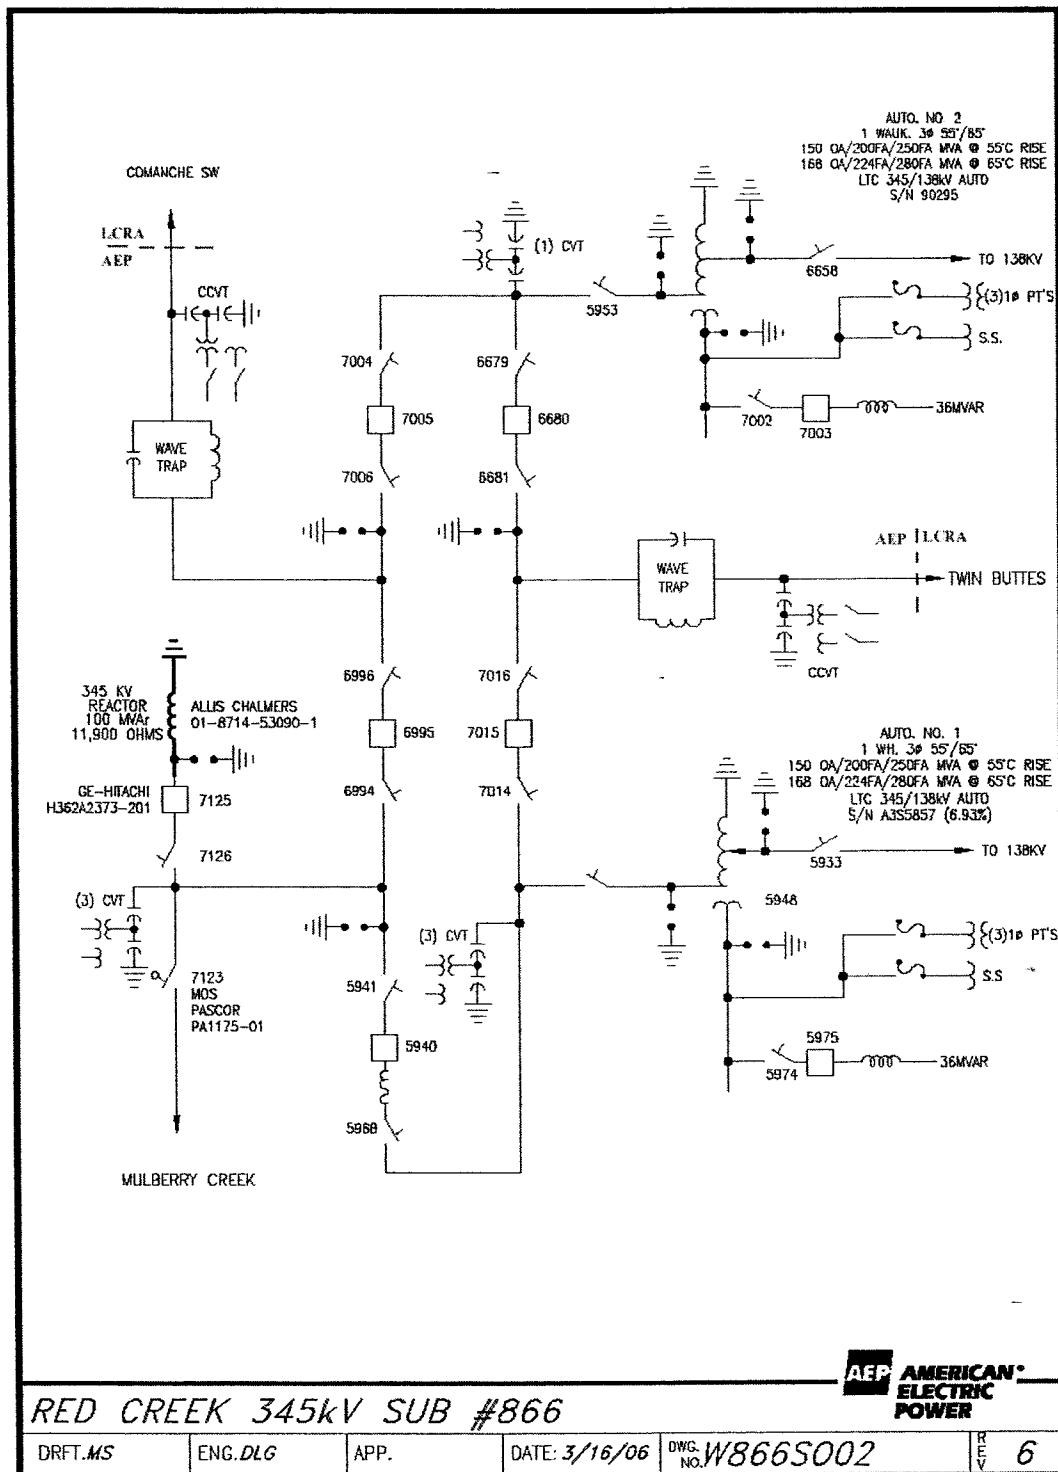 AUTO. NO 2
1 WAUK. 3ø 55°/65°
150 OA/200FA/250FA MVA @ 55°C RISE
168 OA/224FA/280FA MVA @ 65°C RISE
LTC 345/138kV AUTO
S/N 90295
COMANCHE SW
LCRA
AEP
CCVT
(1) CVT
5953
6658
TO 138KV
(3)1ø PT'S
S.S.
7002
7003
36MVAR
7004
7005
7006
6679
6680
6681
WAVE
TRAP
AEP
LCRA
WAVE
TRAP
TWIN BUTTES
CCVT
345 KV
REACTOR
100 MVAr
11,900 OHMS
ALLIS CHALMERS
01-8714-53090-1
6996
6995
6994
7016
7015
7014
GE-HITACHI
H362A2373-201
7125
7126
AUTO. NO. 1
1 WH. 3ø 55°/65°
150 OA/200FA/250FA MVA @ 55°C RISE
168 OA/224FA/280FA MVA @ 65°C RISE
LTC 345/138kV AUTO
S/N A3S5857 (6.93%)
5933
TO 138KV
5948
(3) CVT
(3) CVT
(3)1ø PT'S
S.S
7123
MOS
PASCOR
PA1175-01
5941
5940
5968
5975
5974
36MVAR
MULBERRY CREEK
AEP AMERICAN®
ELECTRIC
POWER
RED CREEK 345kV SUB #866
DRFT.MS
ENG.DLG
APP.
DATE: 3/16/06
DWG.
NO. W866S002
REV 6